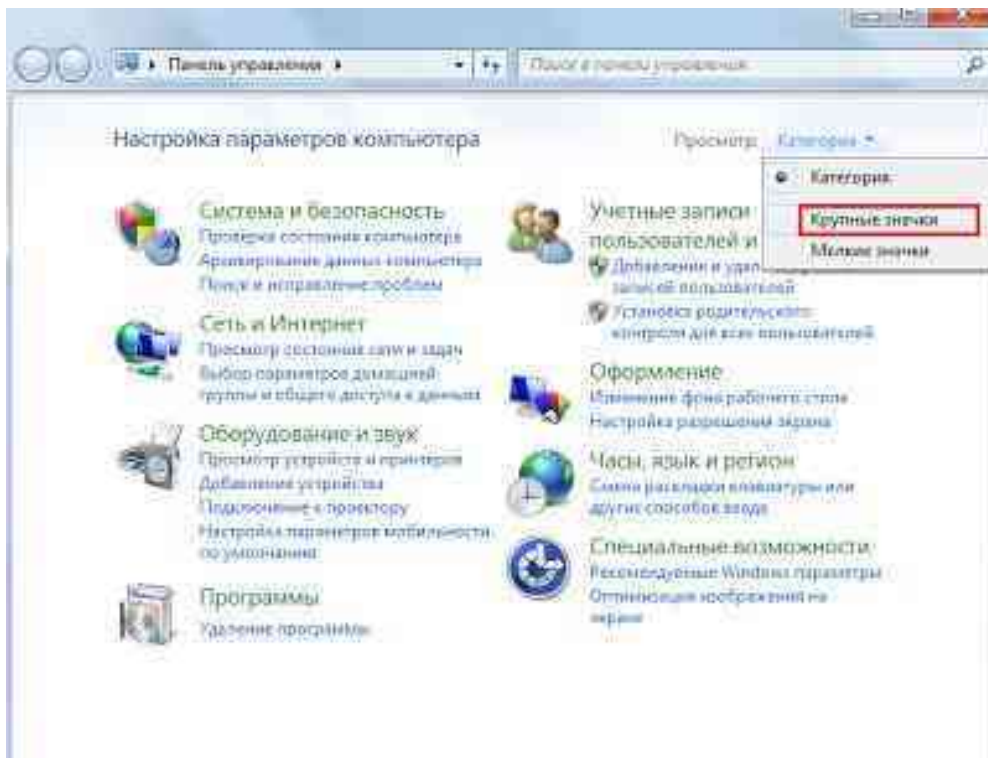 Панель управления
Поиск в панели управления
Настройка параметров компьютера
Просмотр: Категория
Категория
Крупные значки
Мелкие значки
Система и безопасность
Проверка состояния компьютера
Архивирование данных компьютера
Поиск и исправление проблем
Сеть и Интернет
Просмотр состояния сети и задач
Выбор параметров домашней
группы и общего доступа к данным
Оборудование и звук
Просмотр устройств и принтеров
Добавление устройства
Подключение к проектору
Настройка параметров мобильности
по умолчанию
Программы
Удаление программы
Учетные записи
пользователей и
Добавление и
записей пользователей
Установка родительского
контроля для всех пользователей
Оформление
Изменение фона рабочего стола
Настройка разрешения экрана
Часы, язык и регион
Смена раскладки клавиатуры или
других способов ввода
Специальные возможности
Рекомендуемые Windows параметры
Оптимизация изображения на
экране